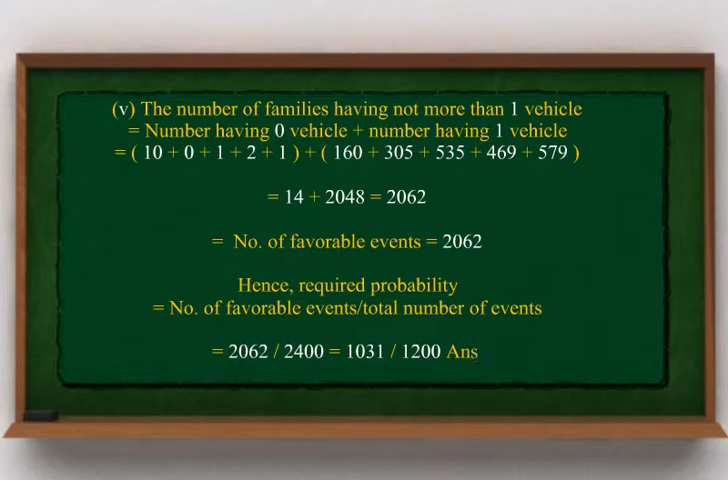 (v) The number of families having not more than 1 vehicle
= Number having 0 vehicle + number having 1 vehicle
= ( 10 + 0 + 1 + 2 + 1 ) + ( 160 + 305 + 535 + 469 + 579 )
= 14 + 2048 = 2062
= No. of favorable events = 2062
Hence, required probability
= No. of favorable events/total number of events
= 2062 / 2400 = 1031 / 1200 Ans